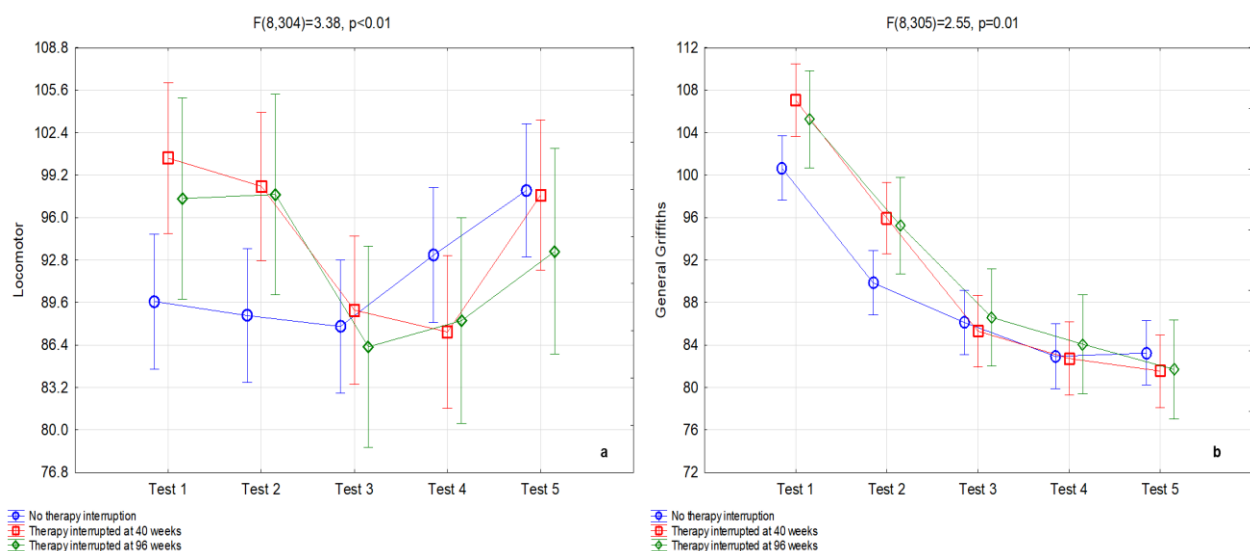 F(8,304)=3.38, p<0.01
108.8
105.6
102.4
99.2
96.0
92.8
89.6
86.4
83.2
80.0
76.8
Locomotor
Test 1 Test 2 Test 3 Test 4 Test 5
a
No therapy interruption
Therapy interrupted at 40 weeks
Therapy interrupted at 96 weeks
F(8,305)=2.55, p=0.01
112
108
104
100
96
92
88
84
80
76
72
General Griffiths
Test 1 Test 2 Test 3 Test 4 Test 5
b
No therapy interruption
Therapy interrupted at 40 weeks
Therapy interrupted at 96 weeks